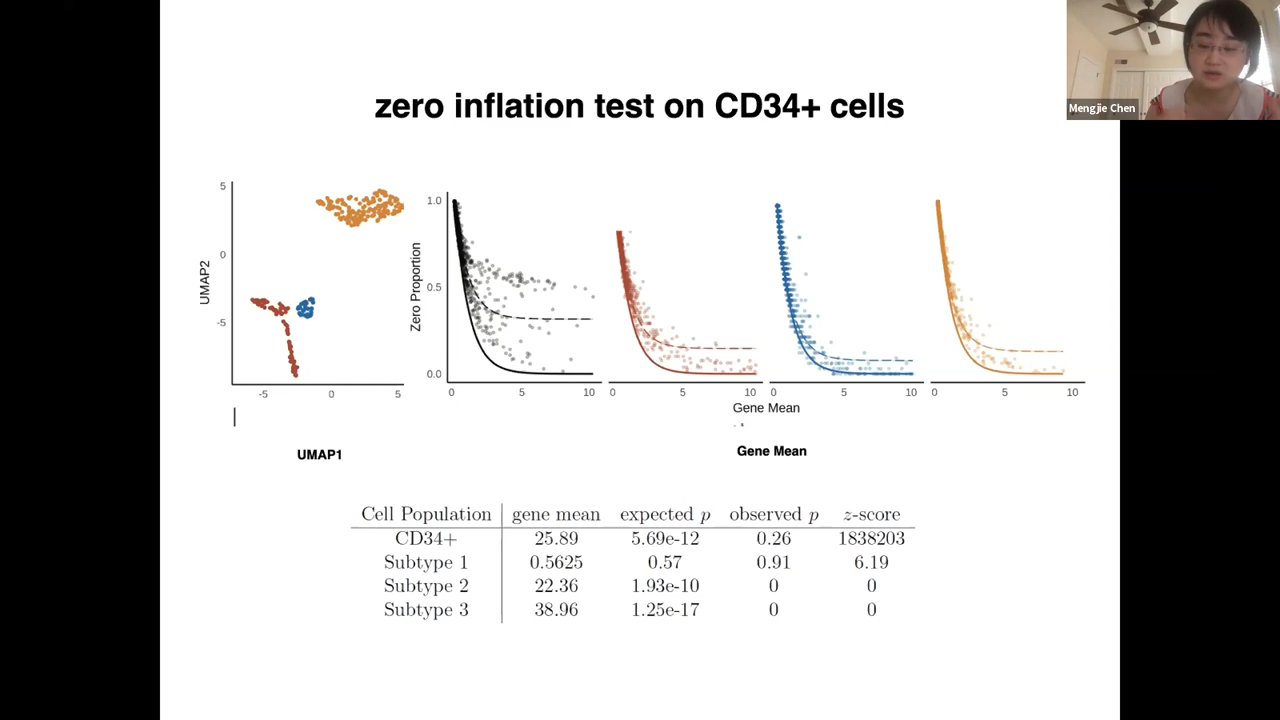 Mengjie Chen
zero inflation test on CD34+ cells
5
0
-5
UMAP2
-5
0
5
UMAP1
1.0
0.5
0.0
Zero Proportion
0
5
10
0
5
10
0
5
10
0
5
10
Gene Mean
Gene Mean
Cell Population gene mean expected p observed p z-score
CD34+ 25.89 5.69e-12 0.26 1838203
Subtype 1 0.5625 0.57 0.91 6.19
Subtype 2 22.36 1.93e-10 0 0
Subtype 3 38.96 1.25e-17 0 0